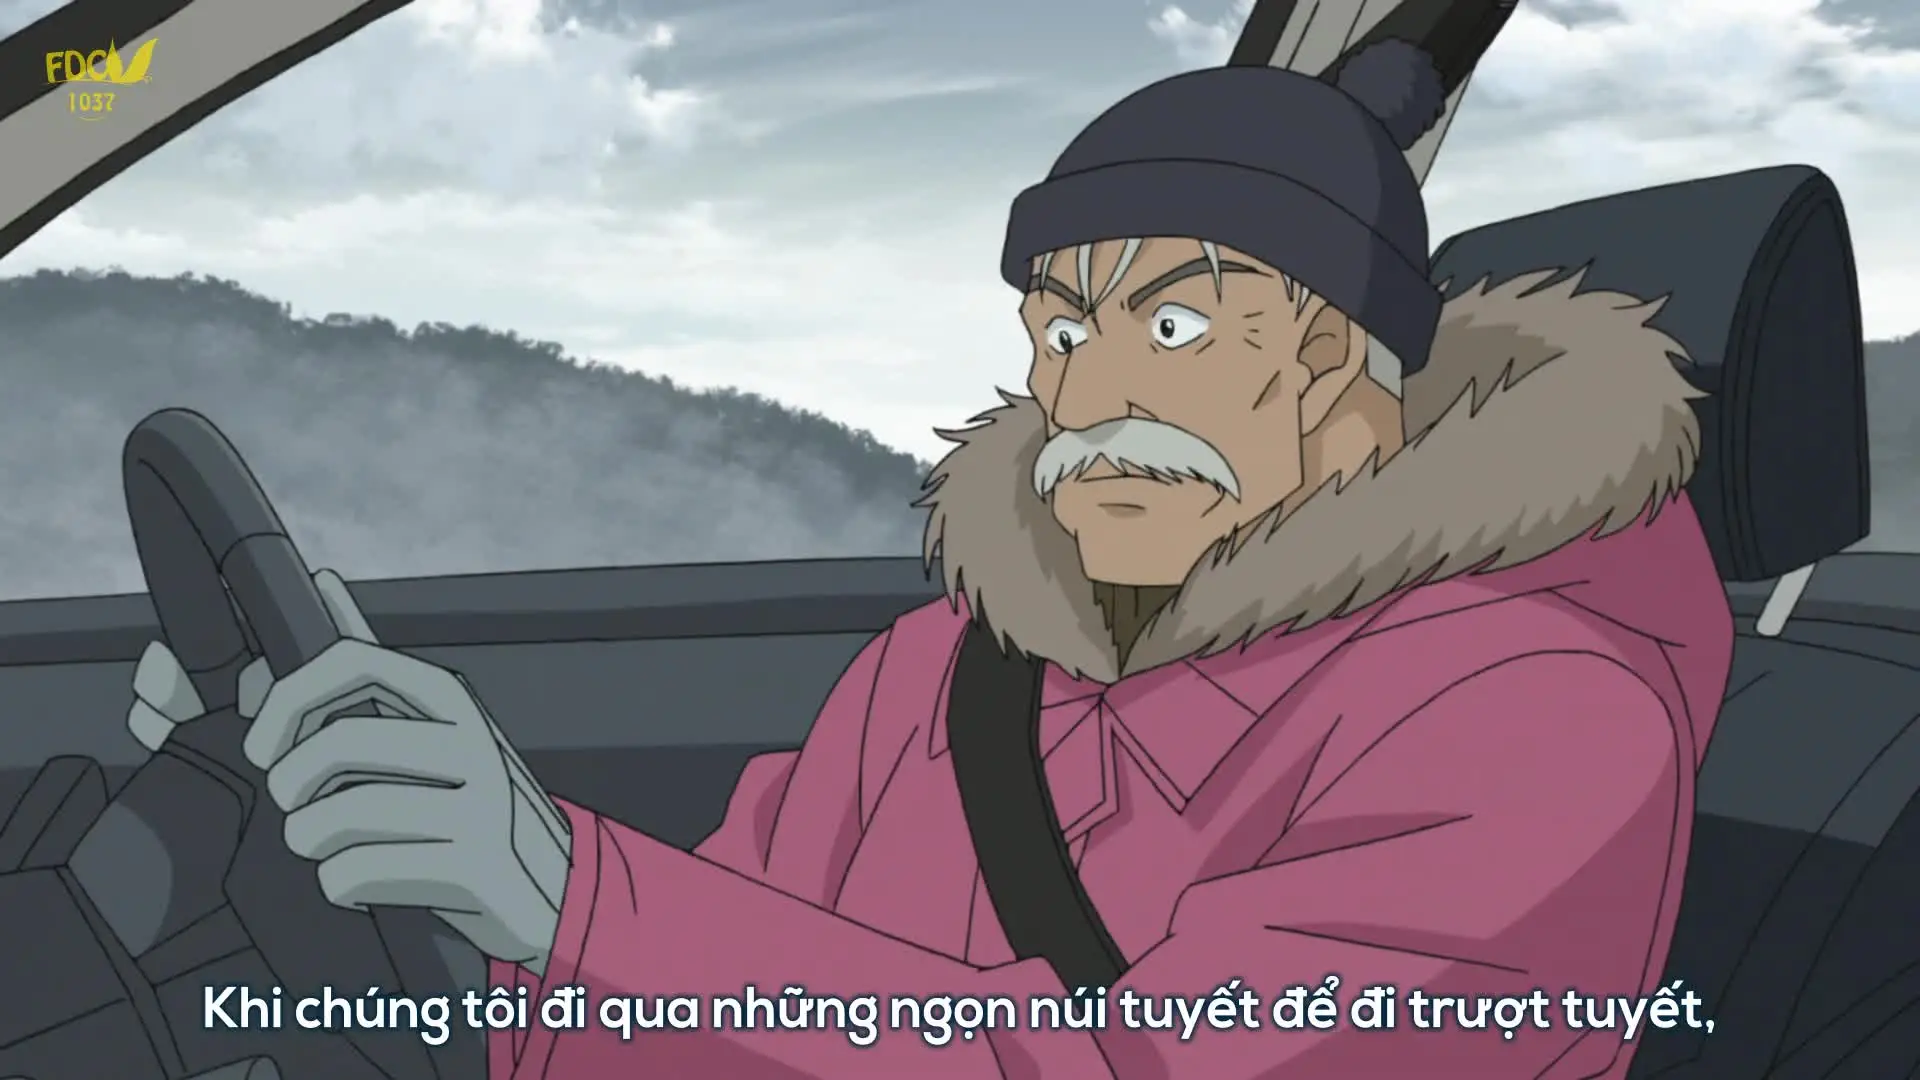 FDC
1037
Khi chúng tôi đi qua những ngọn núi tuyết để đi trượt tuyết,